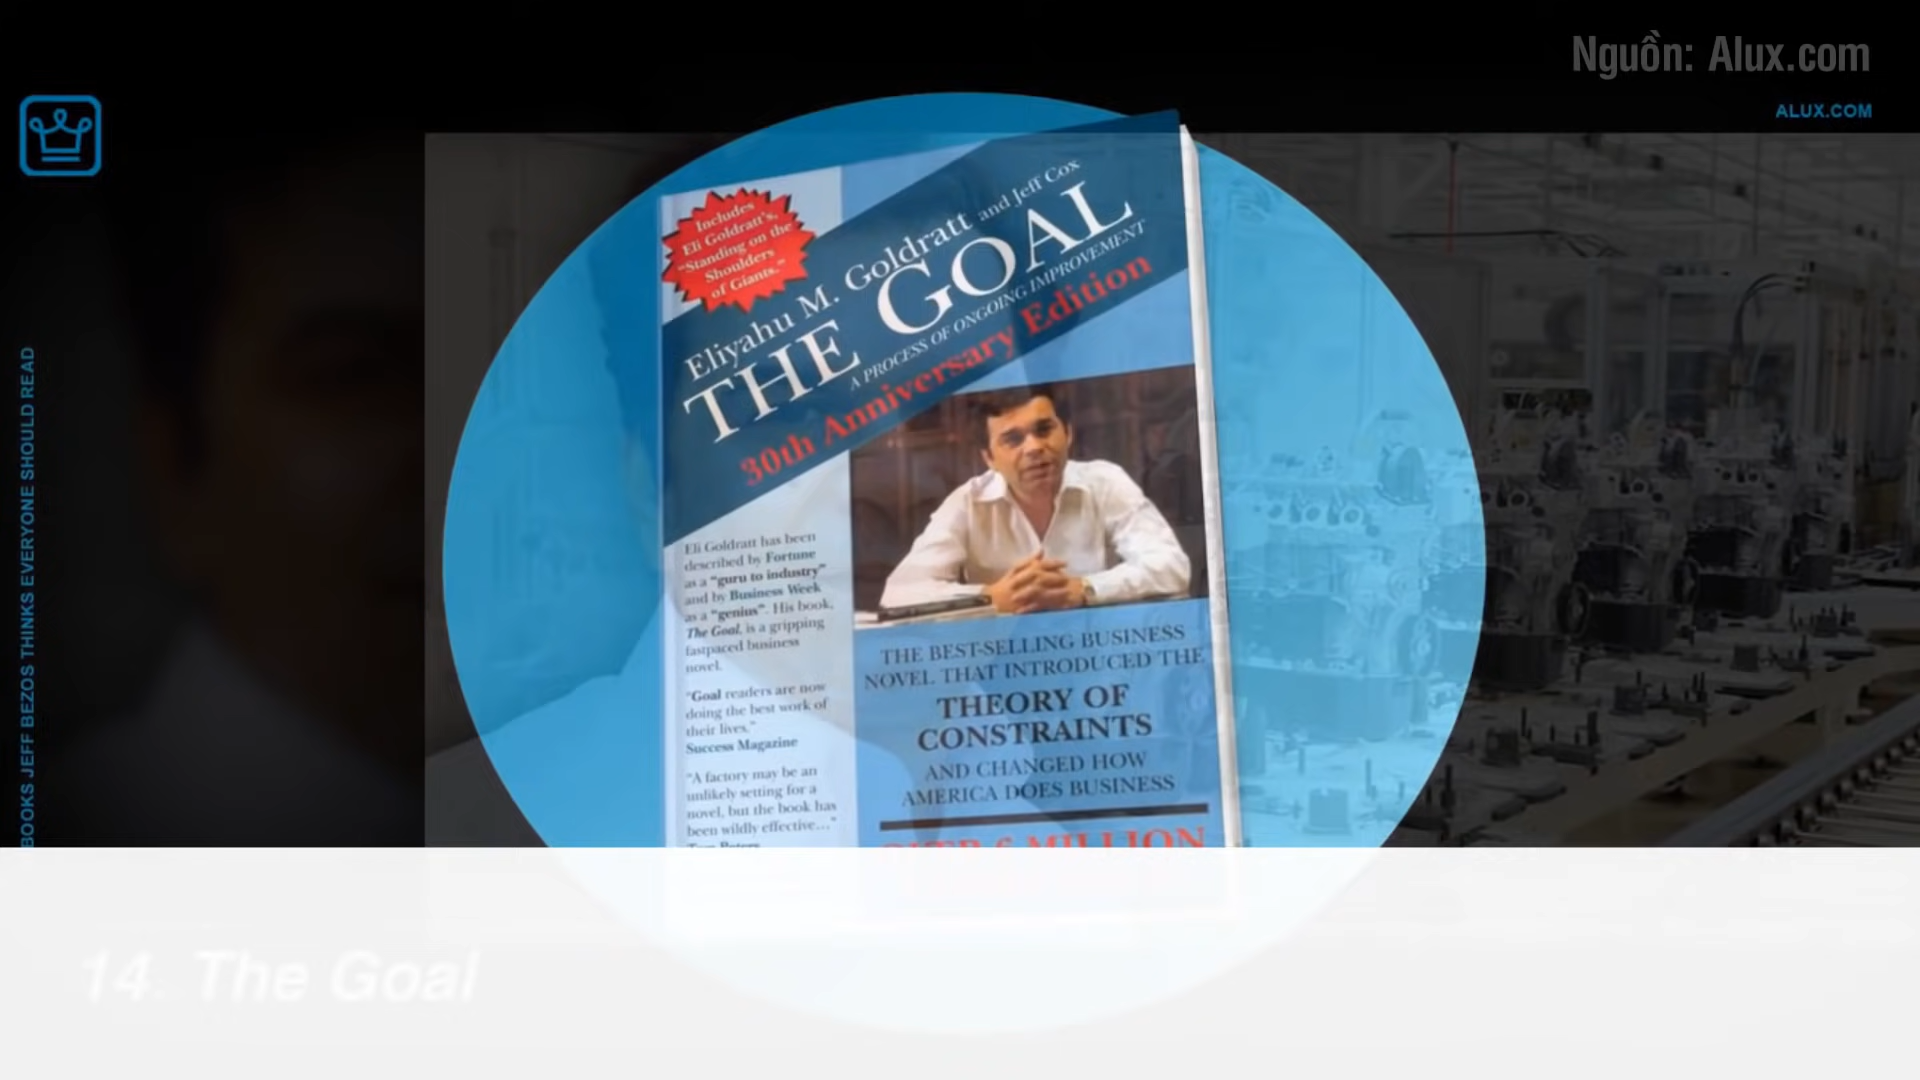 Nguồn: Alux.com
ALUX.COM
BOOKS JEFF BEZOS THINKS EVERYONE SHOULD READ
Includes
Eli Goldratt's,
"Standing on the
Shoulders
of Giants."
Eliyahu M. Goldratt and Jeff Cox
THE GOAL
A PROCESS OF ONGOING IMPROVEMENT
30th Anniversary Edition
Eli Goldratt has been
described by Fortune
as a "guru to industry"
and by Business Week
as a "genius". His book,
The Goal, is a gripping
fastpaced business
novel.
"Goal readers are now
doing the best work of
their lives."
Success Magazine
"A factory may be an
unlikely setting for a
novel, but the book has
been wildly effective..."
THE BEST-SELLING BUSINESS
NOVEL THAT INTRODUCED THE
THEORY OF
CONSTRAINTS
AND CHANGED HOW
AMERICA DOES BUSINESS
14. The Goal